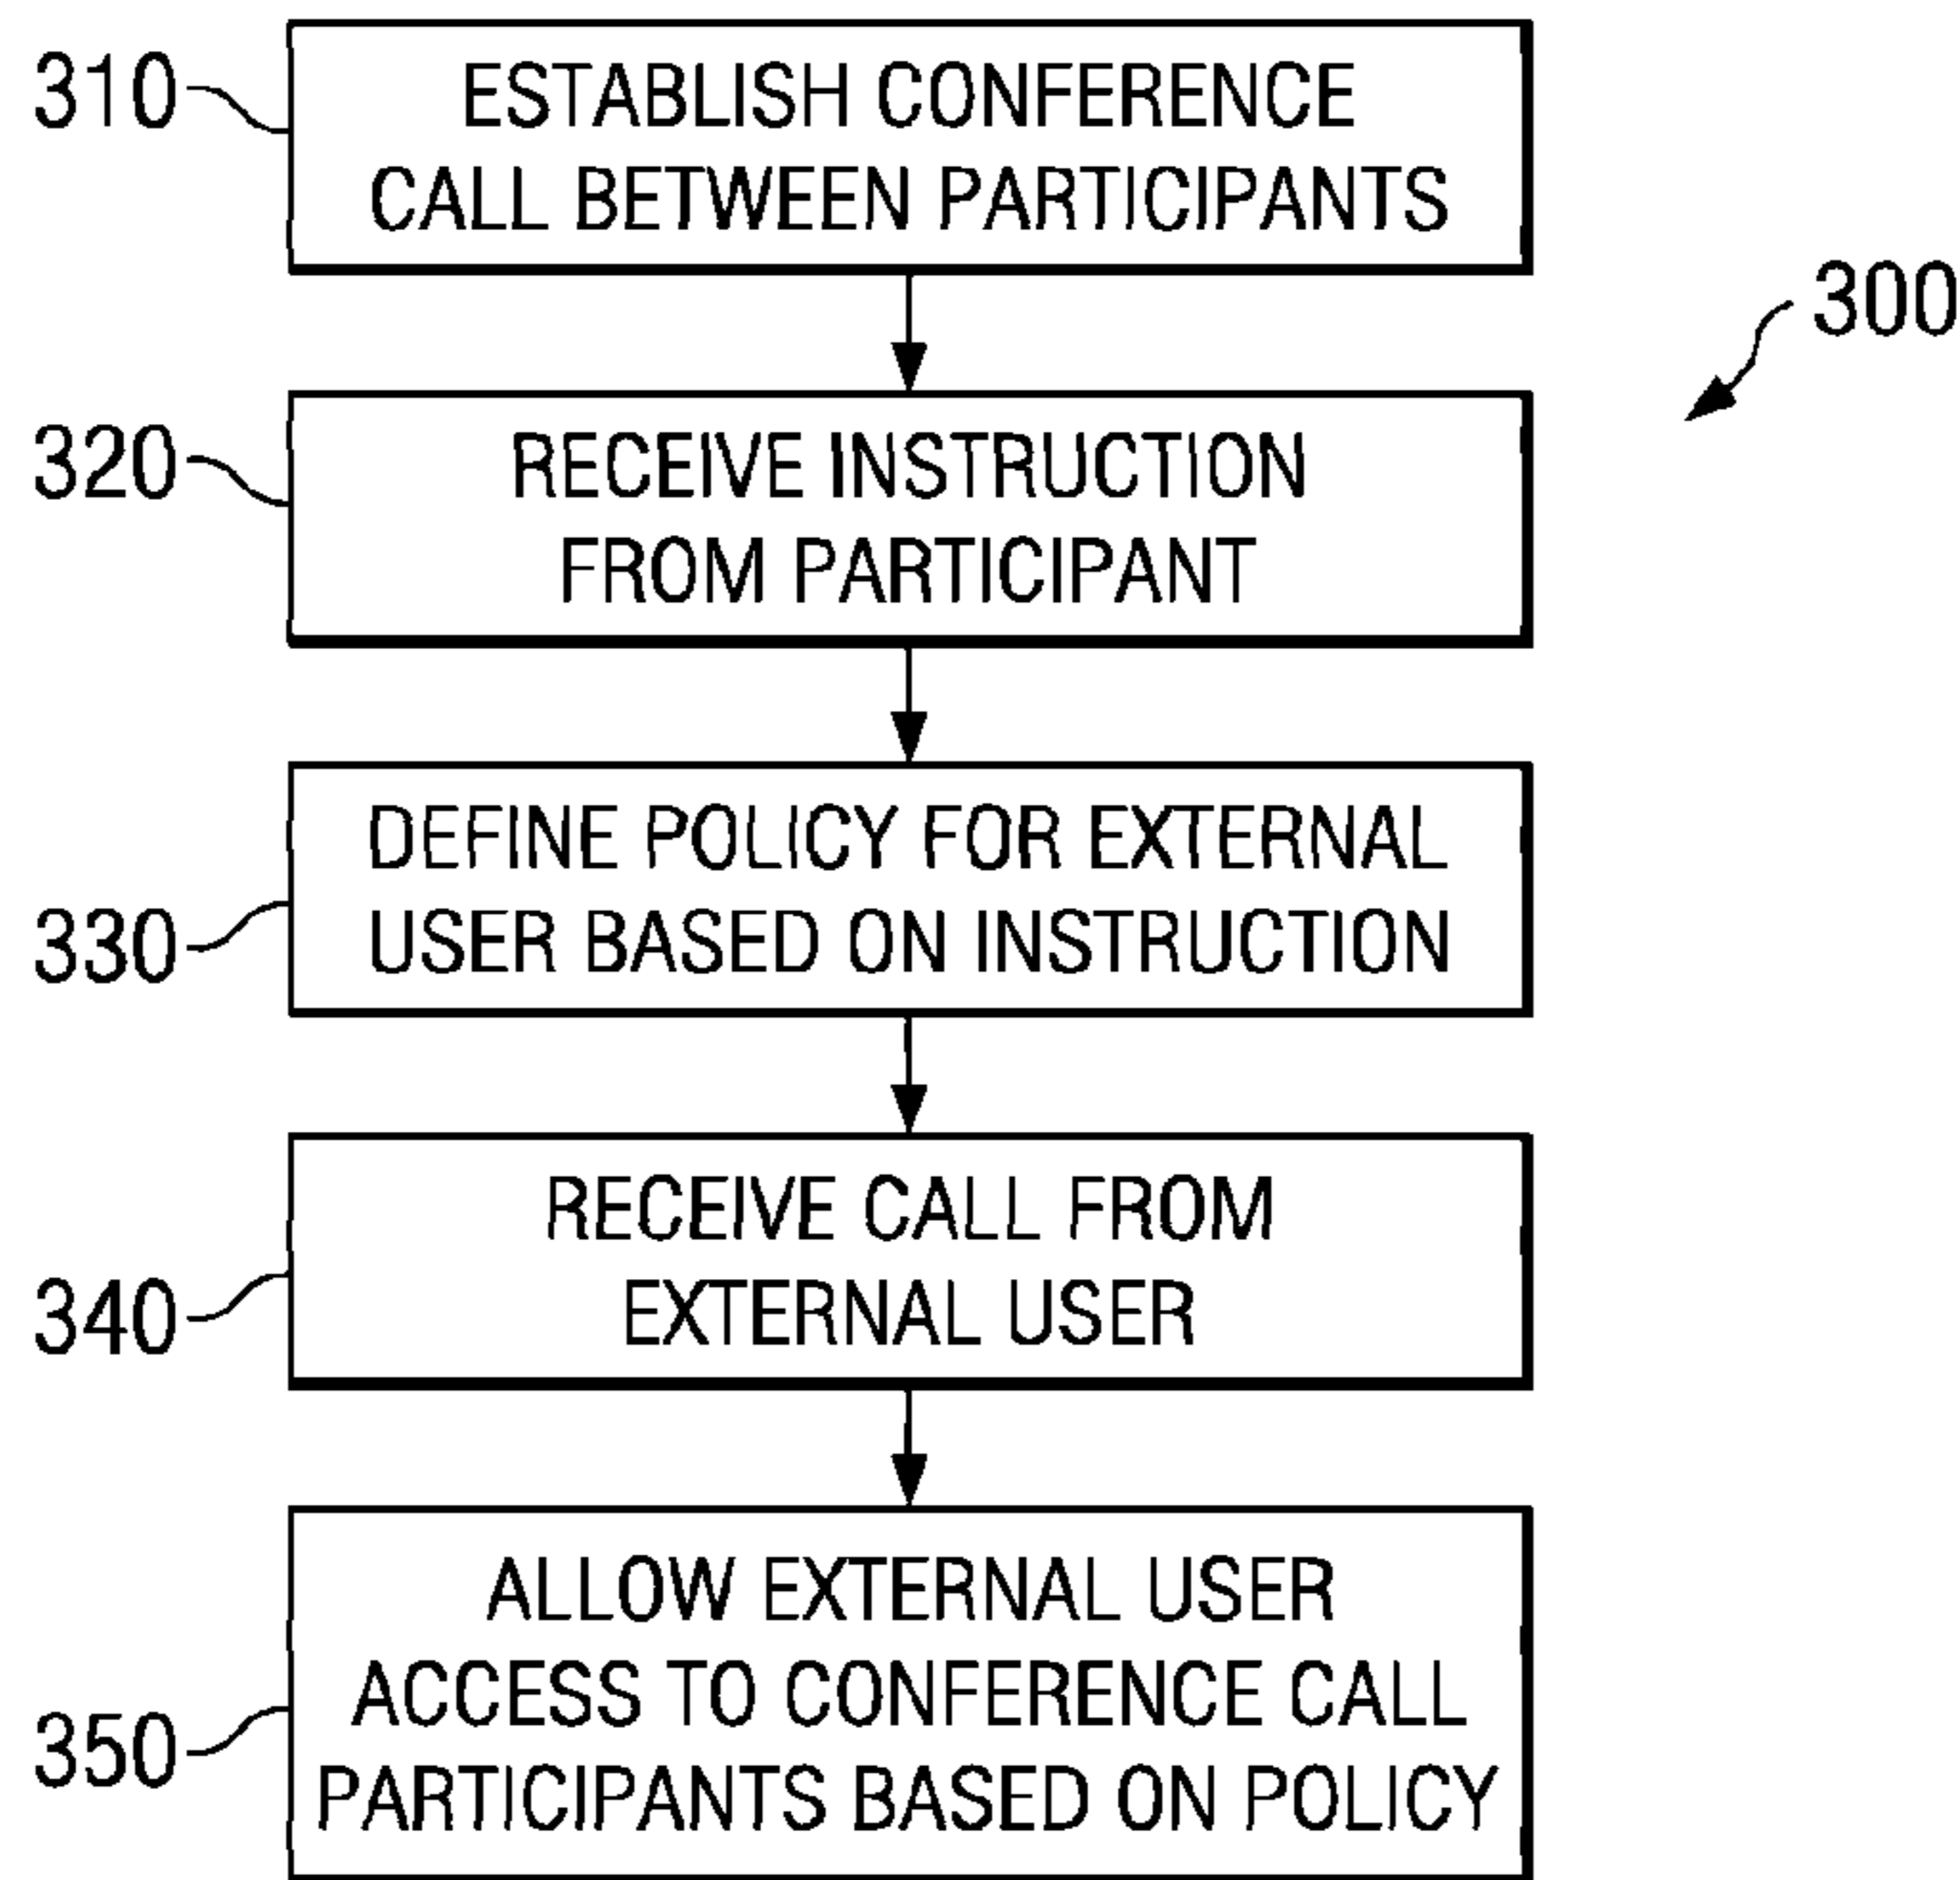 310
ESTABLISH CONFERENCE
CALL BETWEEN PARTICIPANTS
300
320
RECEIVE INSTRUCTION
FROM PARTICIPANT
330
DEFINE POLICY FOR EXTERNAL
USER BASED ON INSTRUCTION
340
RECEIVE CALL FROM
EXTERNAL USER
350
ALLOW EXTERNAL USER
ACCESS TO CONFERENCE CALL
PARTICIPANTS BASED ON POLICY